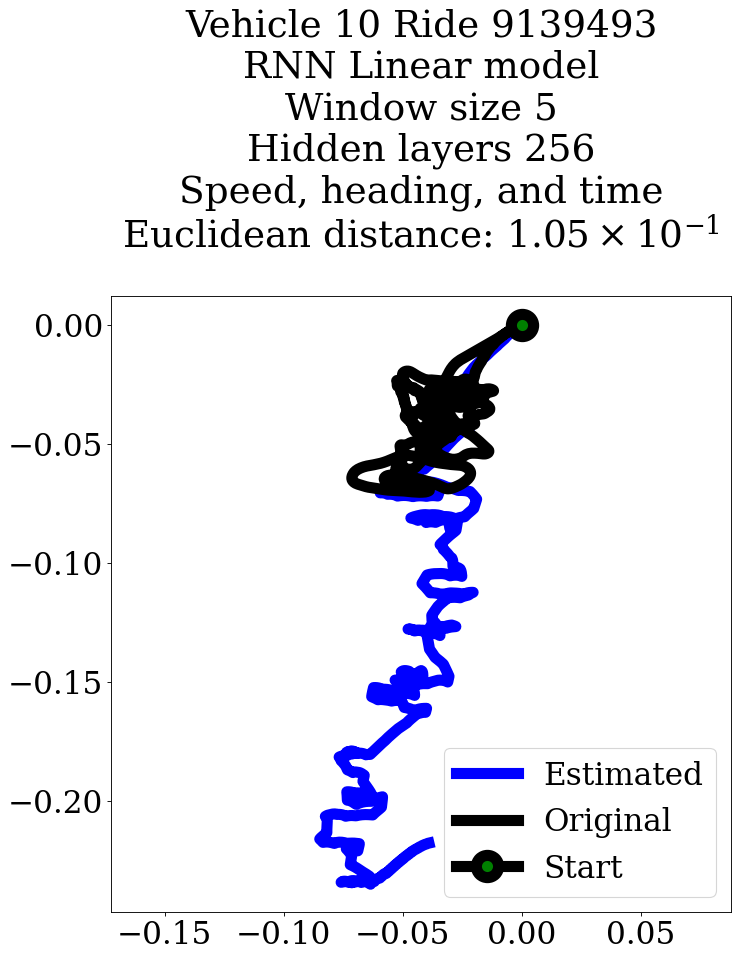 Vehicle 10 Ride 9139493
RNN Linear model
Window size 5
Hidden layers 256
Speed, heading, and time
Euclidean distance: 1.05 × 10⁻¹
0.00
−0.05
−0.10
−0.15
−0.20
Estimated
Original
Start
−0.15 −0.10 −0.05 0.00 0.05